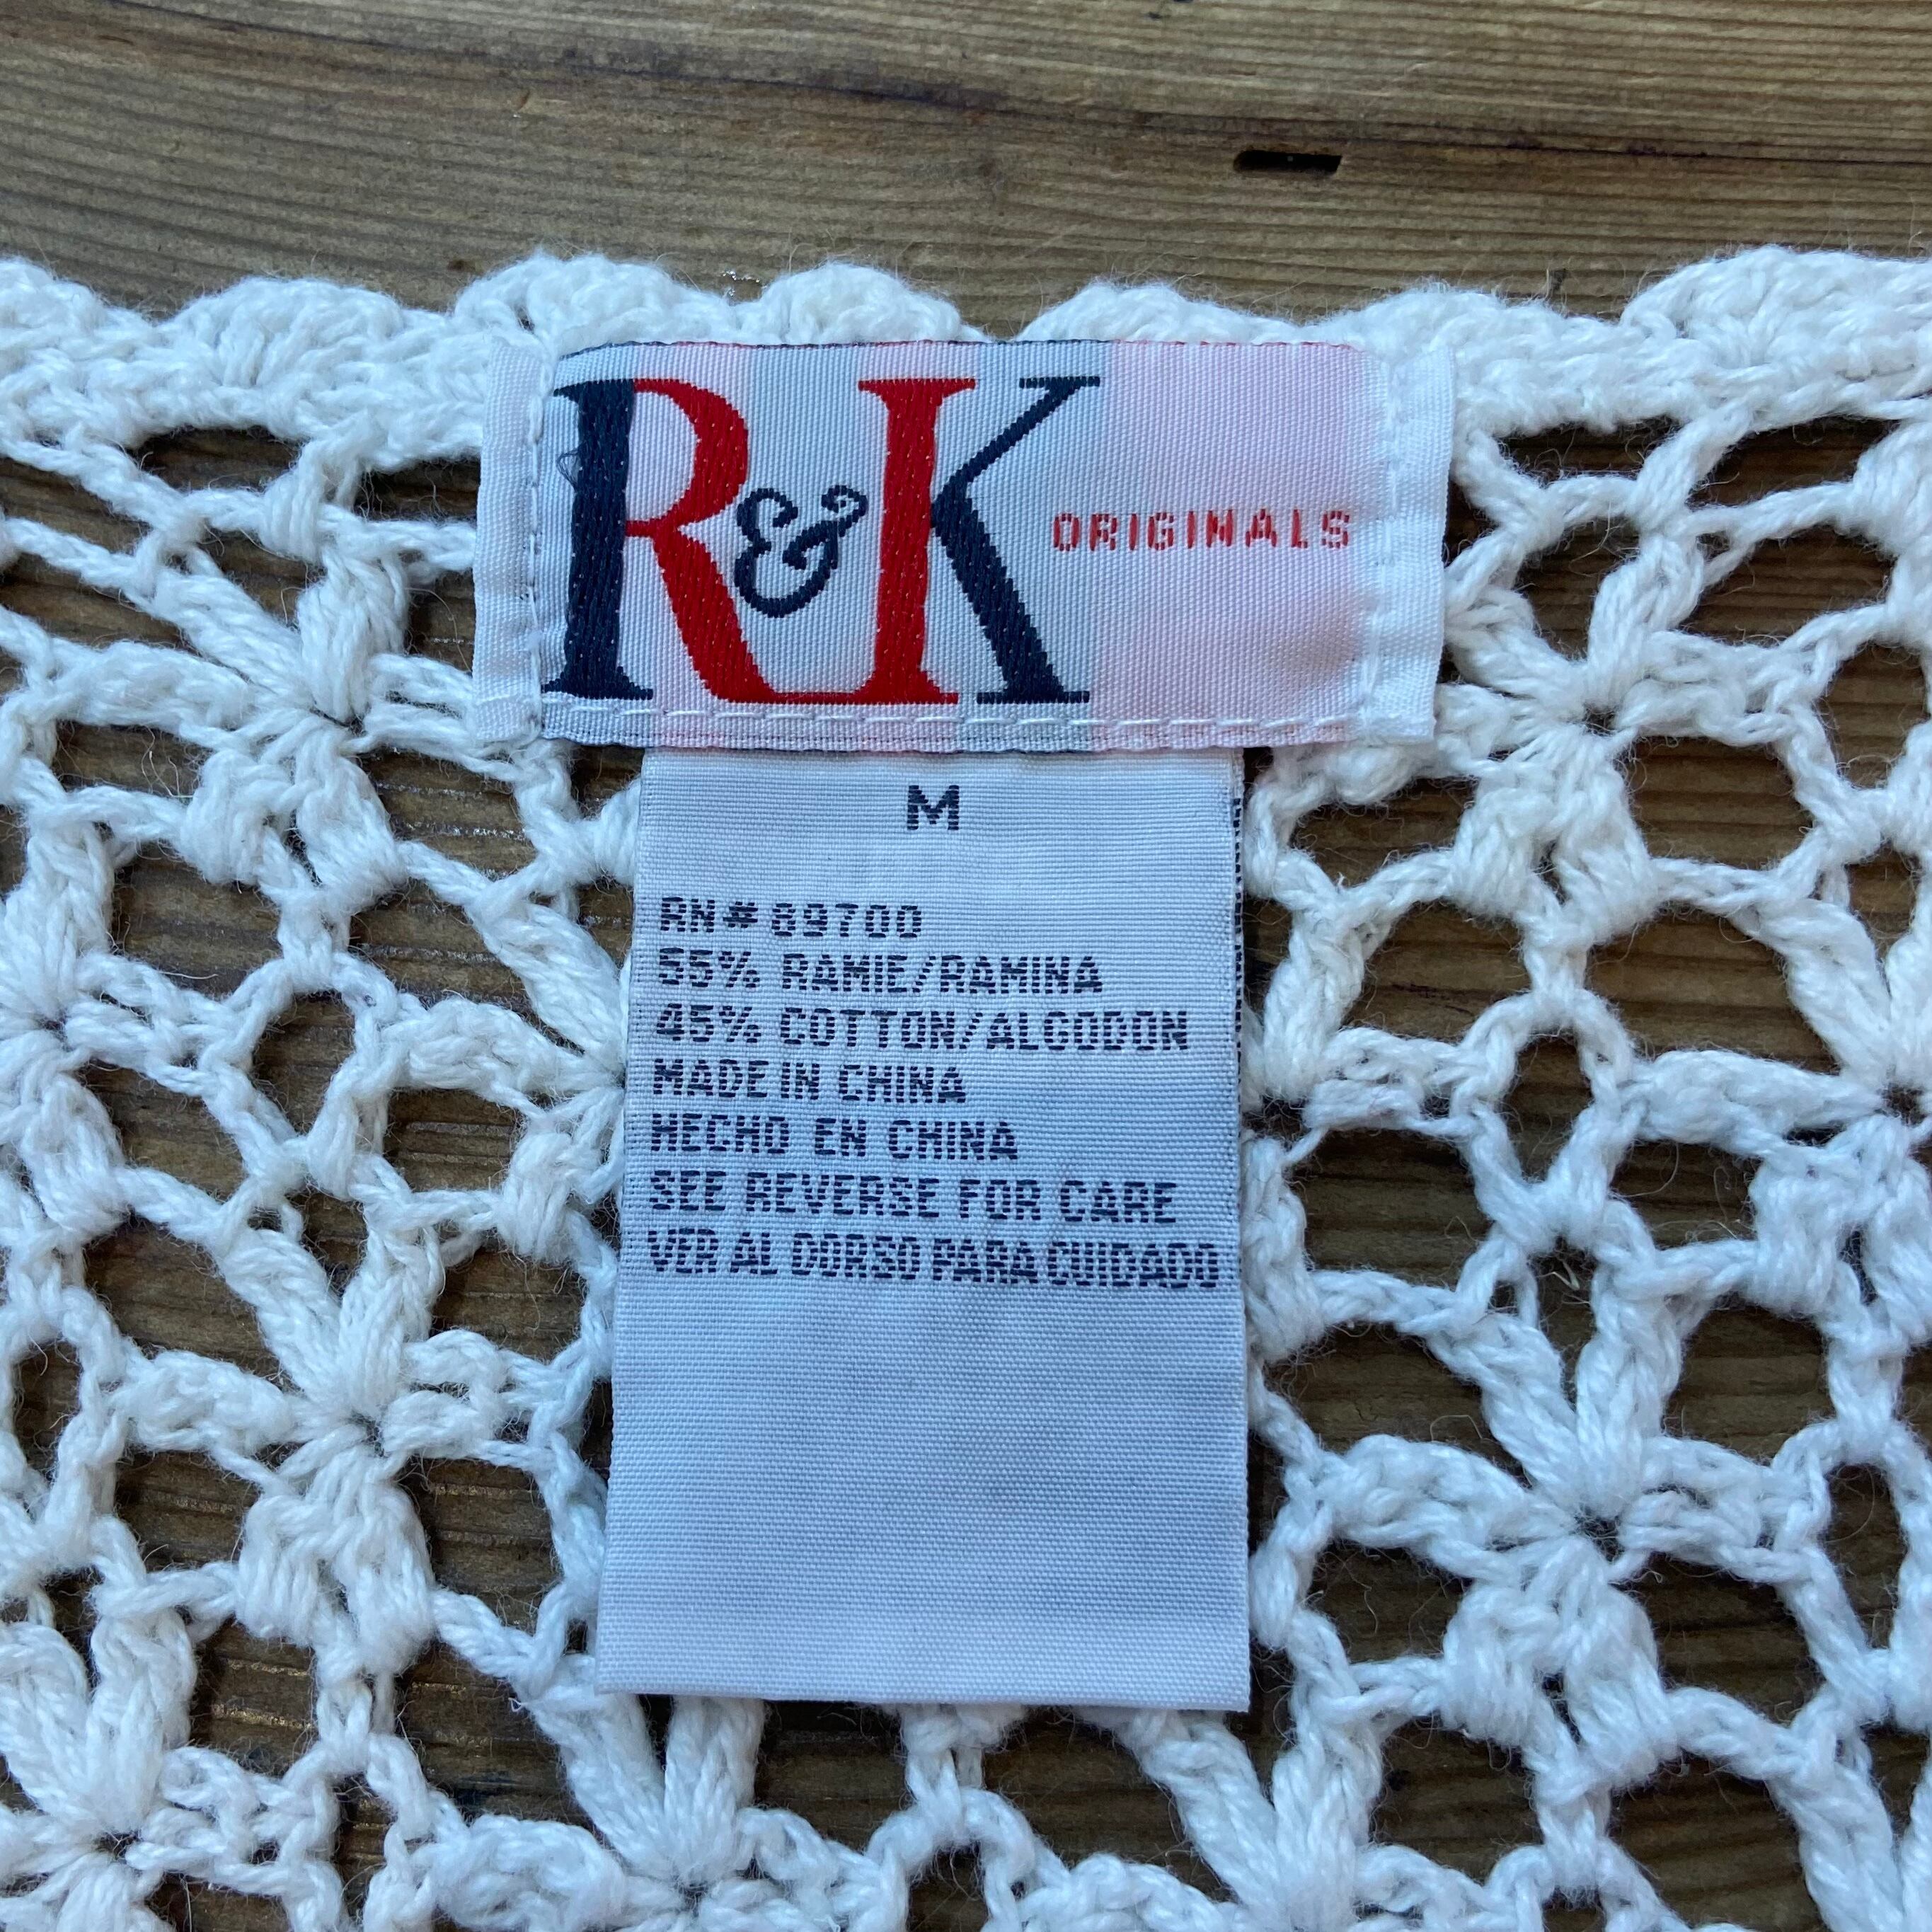 R&K ORIGINALS
M
RN# 69700
55% RAMIE/RAMINA
45% COTTON/ALGODON
MADE IN CHINA
HECHO EN CHINA
SEE REVERSE FOR CARE
VER AL DORSO PARA CUIDADO